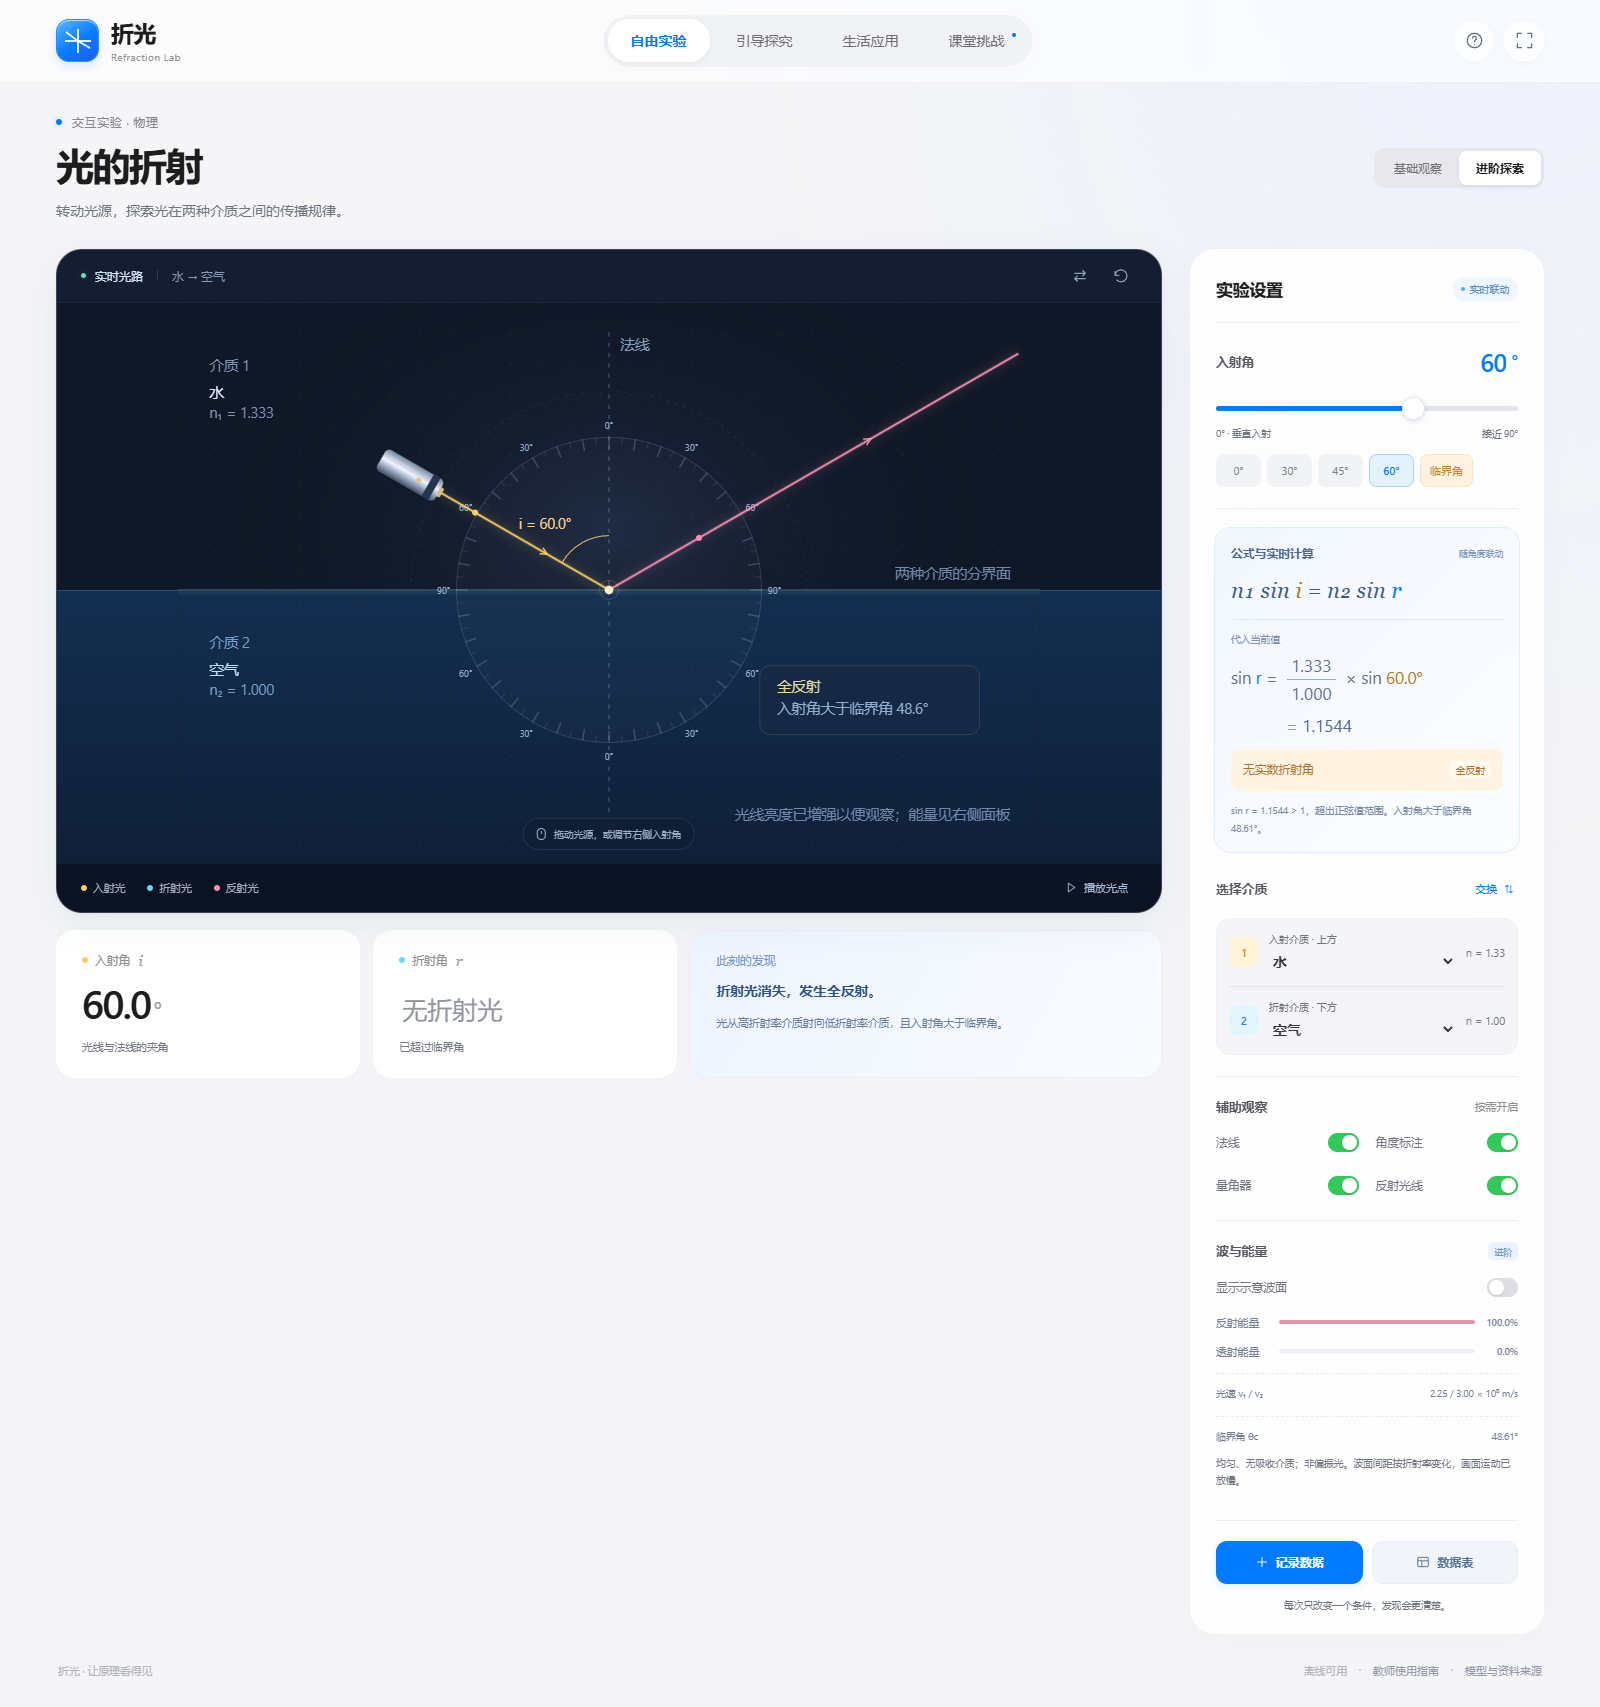 折光
Refraction Lab
自由实验
引导探究
生活应用
课堂挑战
交互实验 · 物理
光的折射
转动光源，探索光在两种介质之间的传播规律。
基础观察
进阶探索
实时光路
水 → 空气
法线
介质 1
水
n₁ = 1.333
0°
30°
30°
60°
60°
i = 60.0°
两种介质的分界面
90°
90°
介质 2
空气
n₂ = 1.000
60°
60°
全反射
入射角大于临界角 48.6°
30°
30°
0°
光线亮度已增强以便观察；能量见右侧面板
拖动光源，或调节右侧入射角
入射光
折射光
反射光
播放光点
入射角 i
60.0°
光线与法线的夹角
折射角 r
无折射光
已超过临界角
此刻的发现
折射光消失，发生全反射。
光从高折射率介质射向低折射率介质，且入射角大于临界角。
实验设置
实时联动
入射角
60°
0° · 垂直入射
接近 90°
0°
30°
45°
60°
临界角
公式与实时计算
随角度联动
n₁ sin i = n₂ sin r
代入当前值
sin r = 1.333 / 1.000 × sin 60.0°
= 1.1544
无实数折射角
全反射
sin r = 1.1544 > 1，超出正弦值范围。入射角大于临界角
48.61°。
选择介质
交换 ⇅
1
入射介质 · 上方
水
n = 1.33
2
折射介质 · 下方
空气
n = 1.00
辅助观察
按需开启
法线
角度标注
量角器
反射光线
波与能量
进阶
显示示意波面
反射能量
100.0%
透射能量
0.0%
光速 v₁ / v₂
2.25 / 3.00 × 10⁸ m/s
临界角 θc
48.61°
均匀、无吸收介质；非偏振光。波面间距按折射率变化，画面运动已
放慢。
记录数据
数据表
每次只改变一个条件，发现会更清楚。
折光 · 让原理看得见
离线可用 · 教师使用指南 · 模型与资料来源